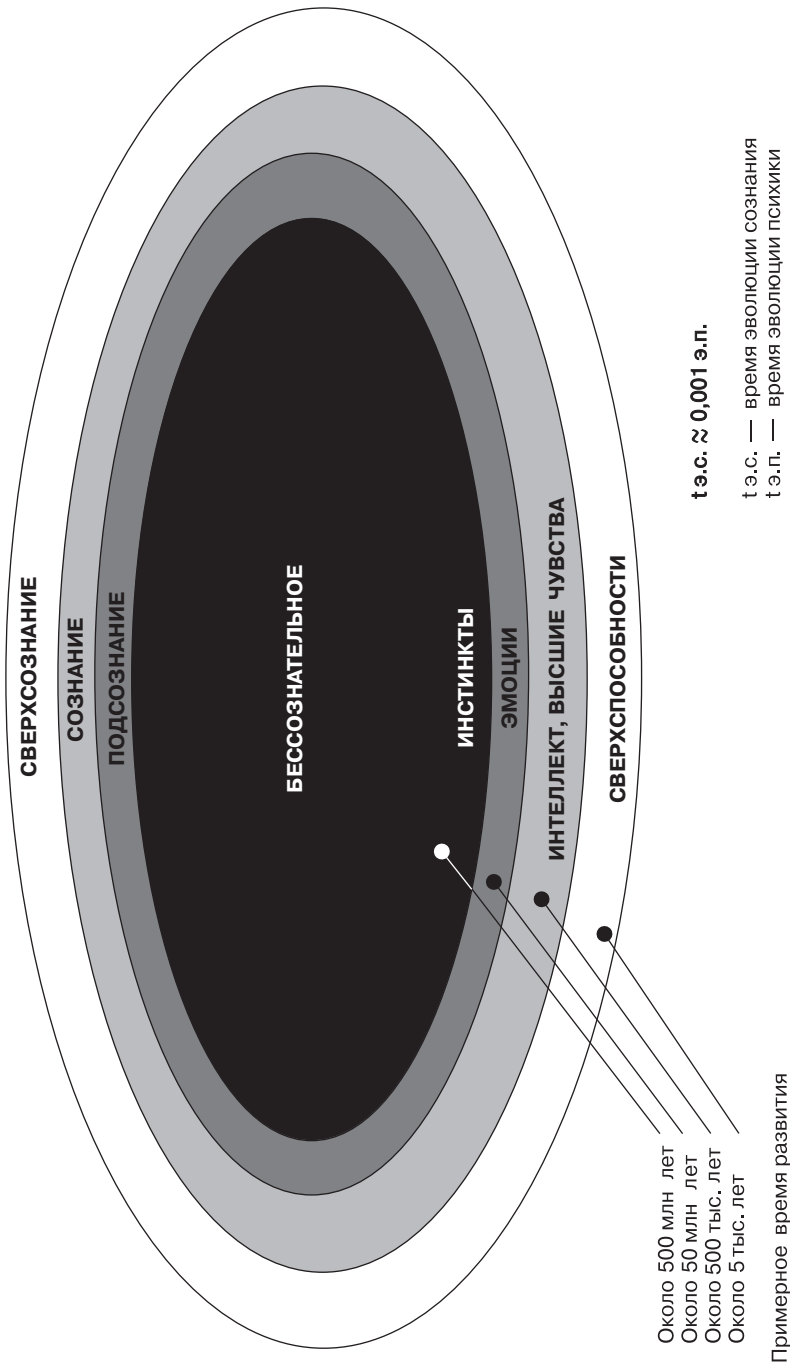 СВЕРХСОЗНАНИЕ
СОЗНАНИЕ
ПОДСОЗНАНИЕ
БЕССОЗНАТЕЛЬНОЕ
ИНСТИНКТЫ
ЭМОЦИИ
ИНТЕЛЛЕКТ, ВЫСШИЕ ЧУВСТВА
СВЕРХСПОСОБНОСТИ
Около 500 млн лет
Около 50 млн лет
Около 500 тыс. лет
Около 5 тыс. лет
Примерное время развития
t э.с. ≈ 0,001 э.п.
t э.с. — время эволюции сознания
t э.п. — время эволюции психики